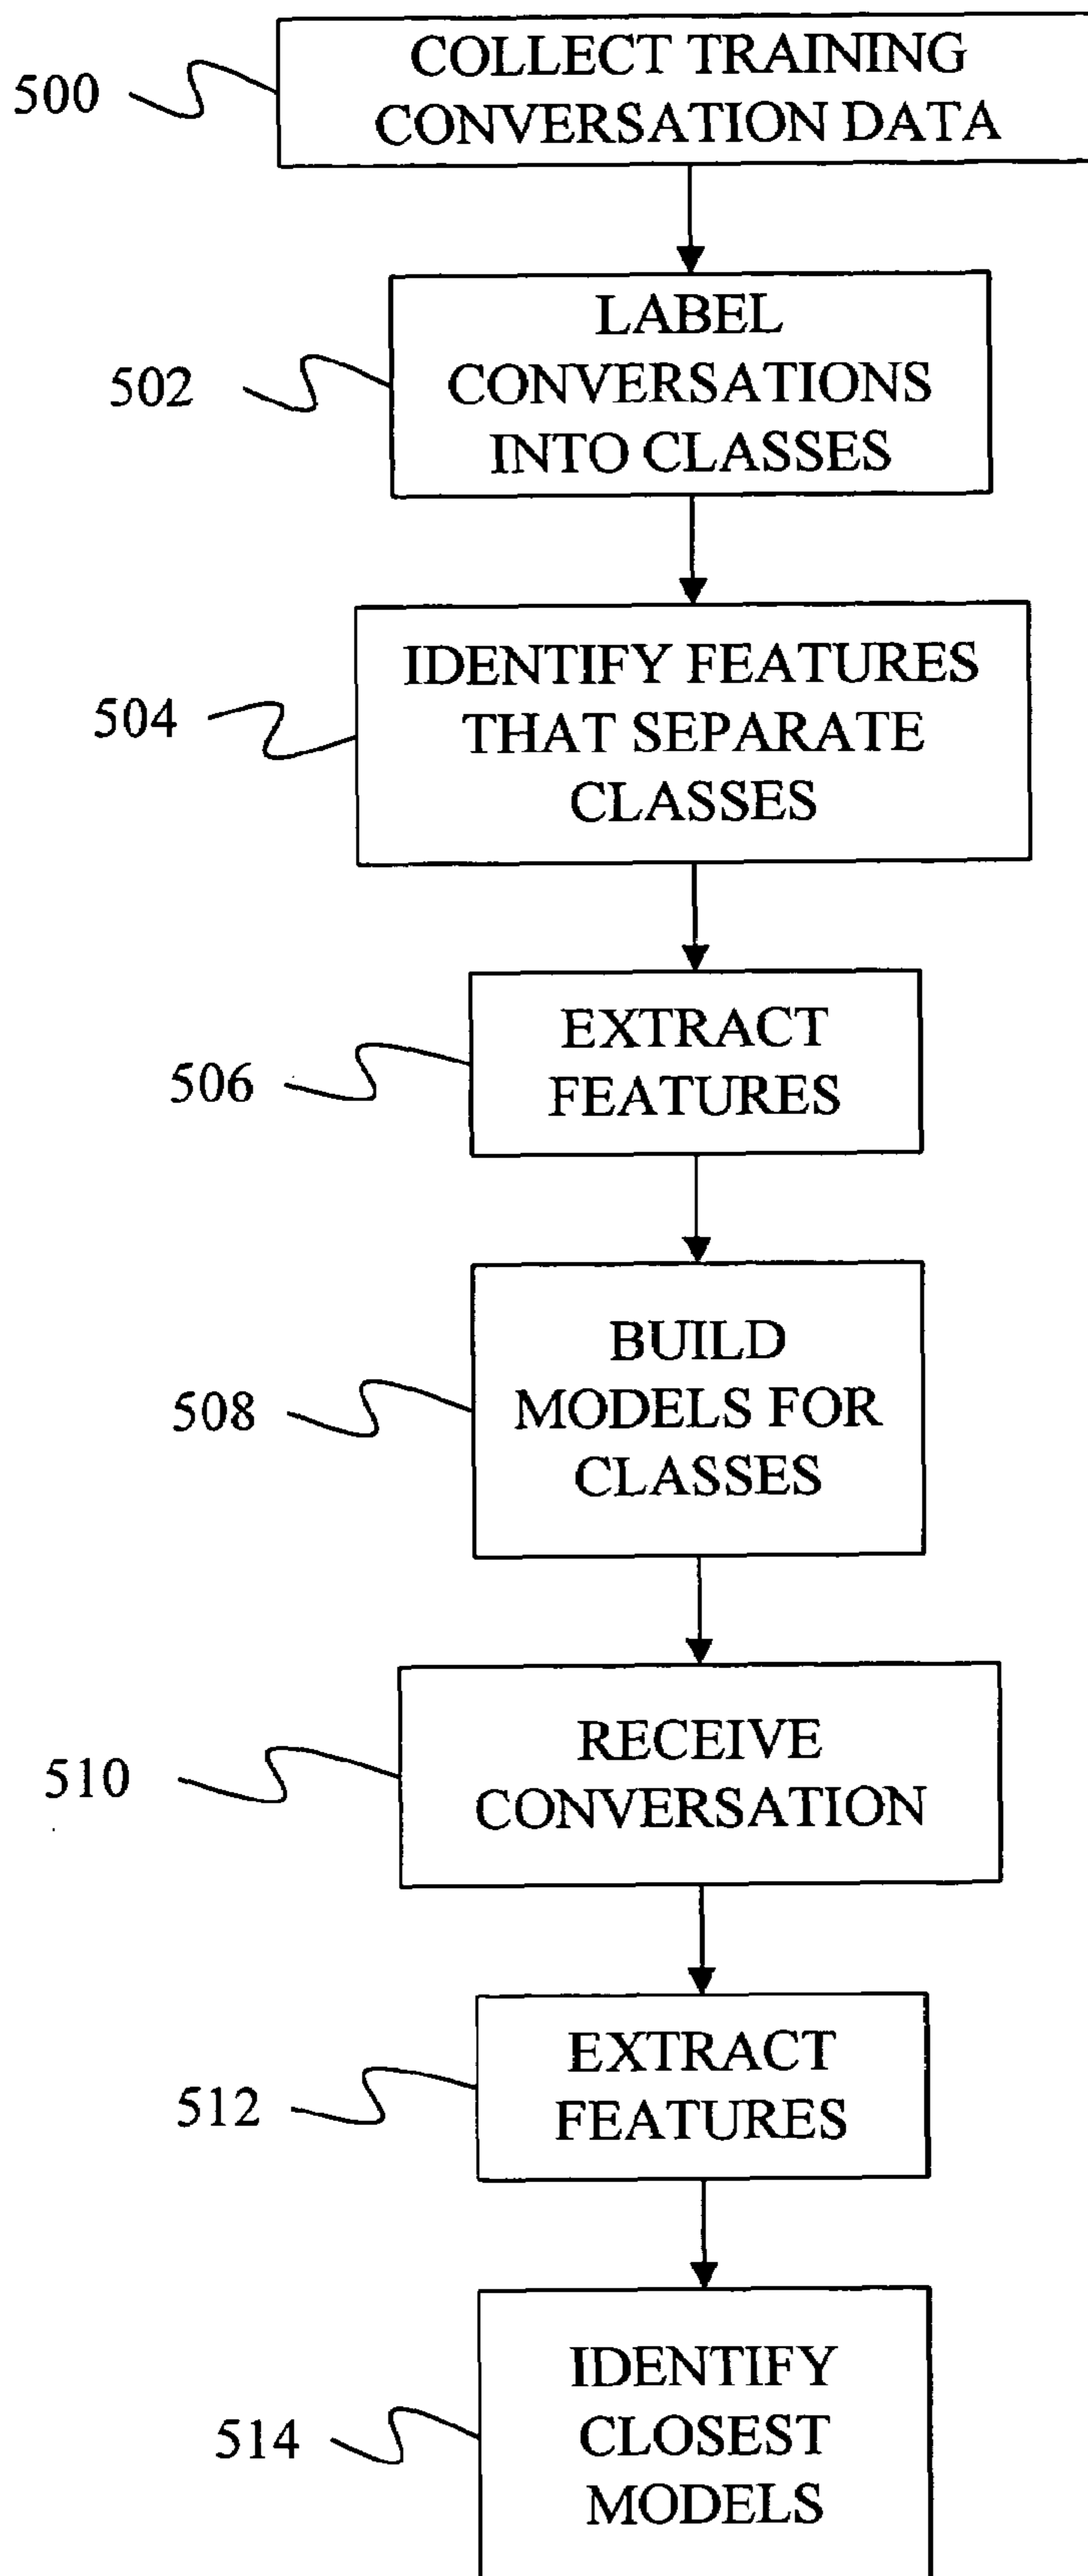 500
COLLECT TRAINING
CONVERSATION DATA
502
LABEL
CONVERSATIONS
INTO CLASSES
504
IDENTIFY FEATURES
THAT SEPARATE
CLASSES
506
EXTRACT
FEATURES
508
BUILD
MODELS FOR
CLASSES
510
RECEIVE
CONVERSATION
512
EXTRACT
FEATURES
514
IDENTIFY
CLOSEST
MODELS